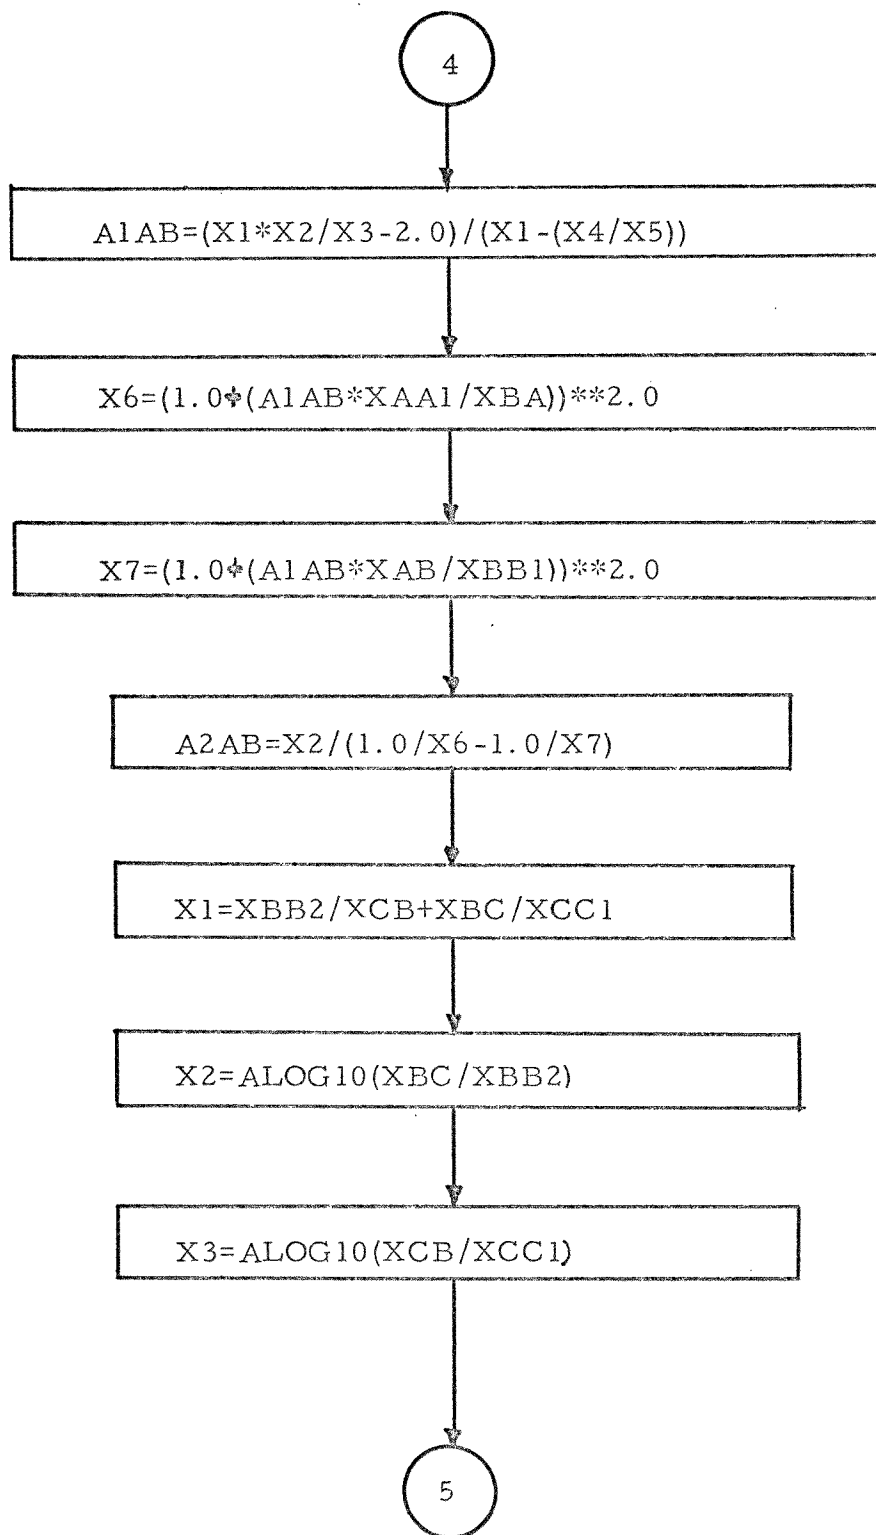 4
A1AB=(X1*X2/X3-2.0)/(X1-(X4/X5))
X6=(1.0+(A1AB*XAA1/XBA))**2.0
X7=(1.0+(A1AB*XAB/XBB1))**2.0
A2AB=X2/(1.0/X6-1.0/X7)
X1=XBB2/XCB+XBC/XCC1
X2=ALOG10(XBC/XBB2)
X3=ALOG10(XCB/XCC1)
5